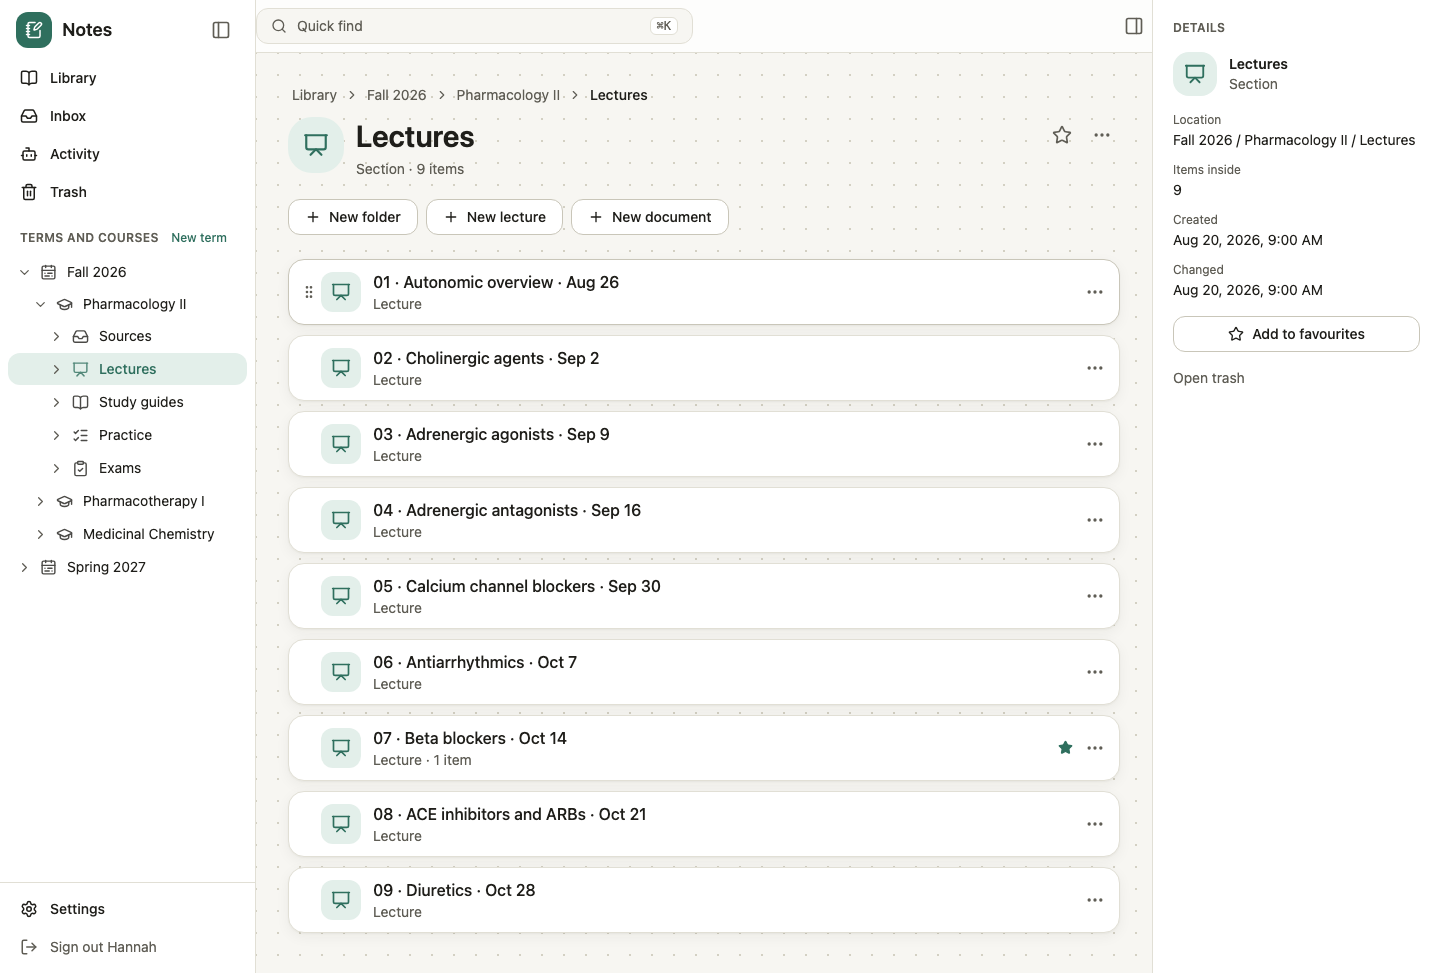 Notes
Library
Inbox
Activity
Trash
TERMS AND COURSES New term
Fall 2026
Pharmacology II
Sources
Lectures
Study guides
Practice
Exams
Pharmacotherapy I
Medicinal Chemistry
Spring 2027
Settings
Sign out Hannah
Quick find ⌘K
Library > Fall 2026 > Pharmacology II > Lectures
Lectures
Section · 9 items
+ New folder + New lecture + New document
01 · Autonomic overview · Aug 26
Lecture
02 · Cholinergic agents · Sep 2
Lecture
03 · Adrenergic agonists · Sep 9
Lecture
04 · Adrenergic antagonists · Sep 16
Lecture
05 · Calcium channel blockers · Sep 30
Lecture
06 · Antiarrhythmics · Oct 7
Lecture
07 · Beta blockers · Oct 14
Lecture · 1 item
08 · ACE inhibitors and ARBs · Oct 21
Lecture
09 · Diuretics · Oct 28
Lecture
DETAILS
Lectures
Section
Location
Fall 2026 / Pharmacology II / Lectures
Items inside
9
Created
Aug 20, 2026, 9:00 AM
Changed
Aug 20, 2026, 9:00 AM
Add to favourites
Open trash